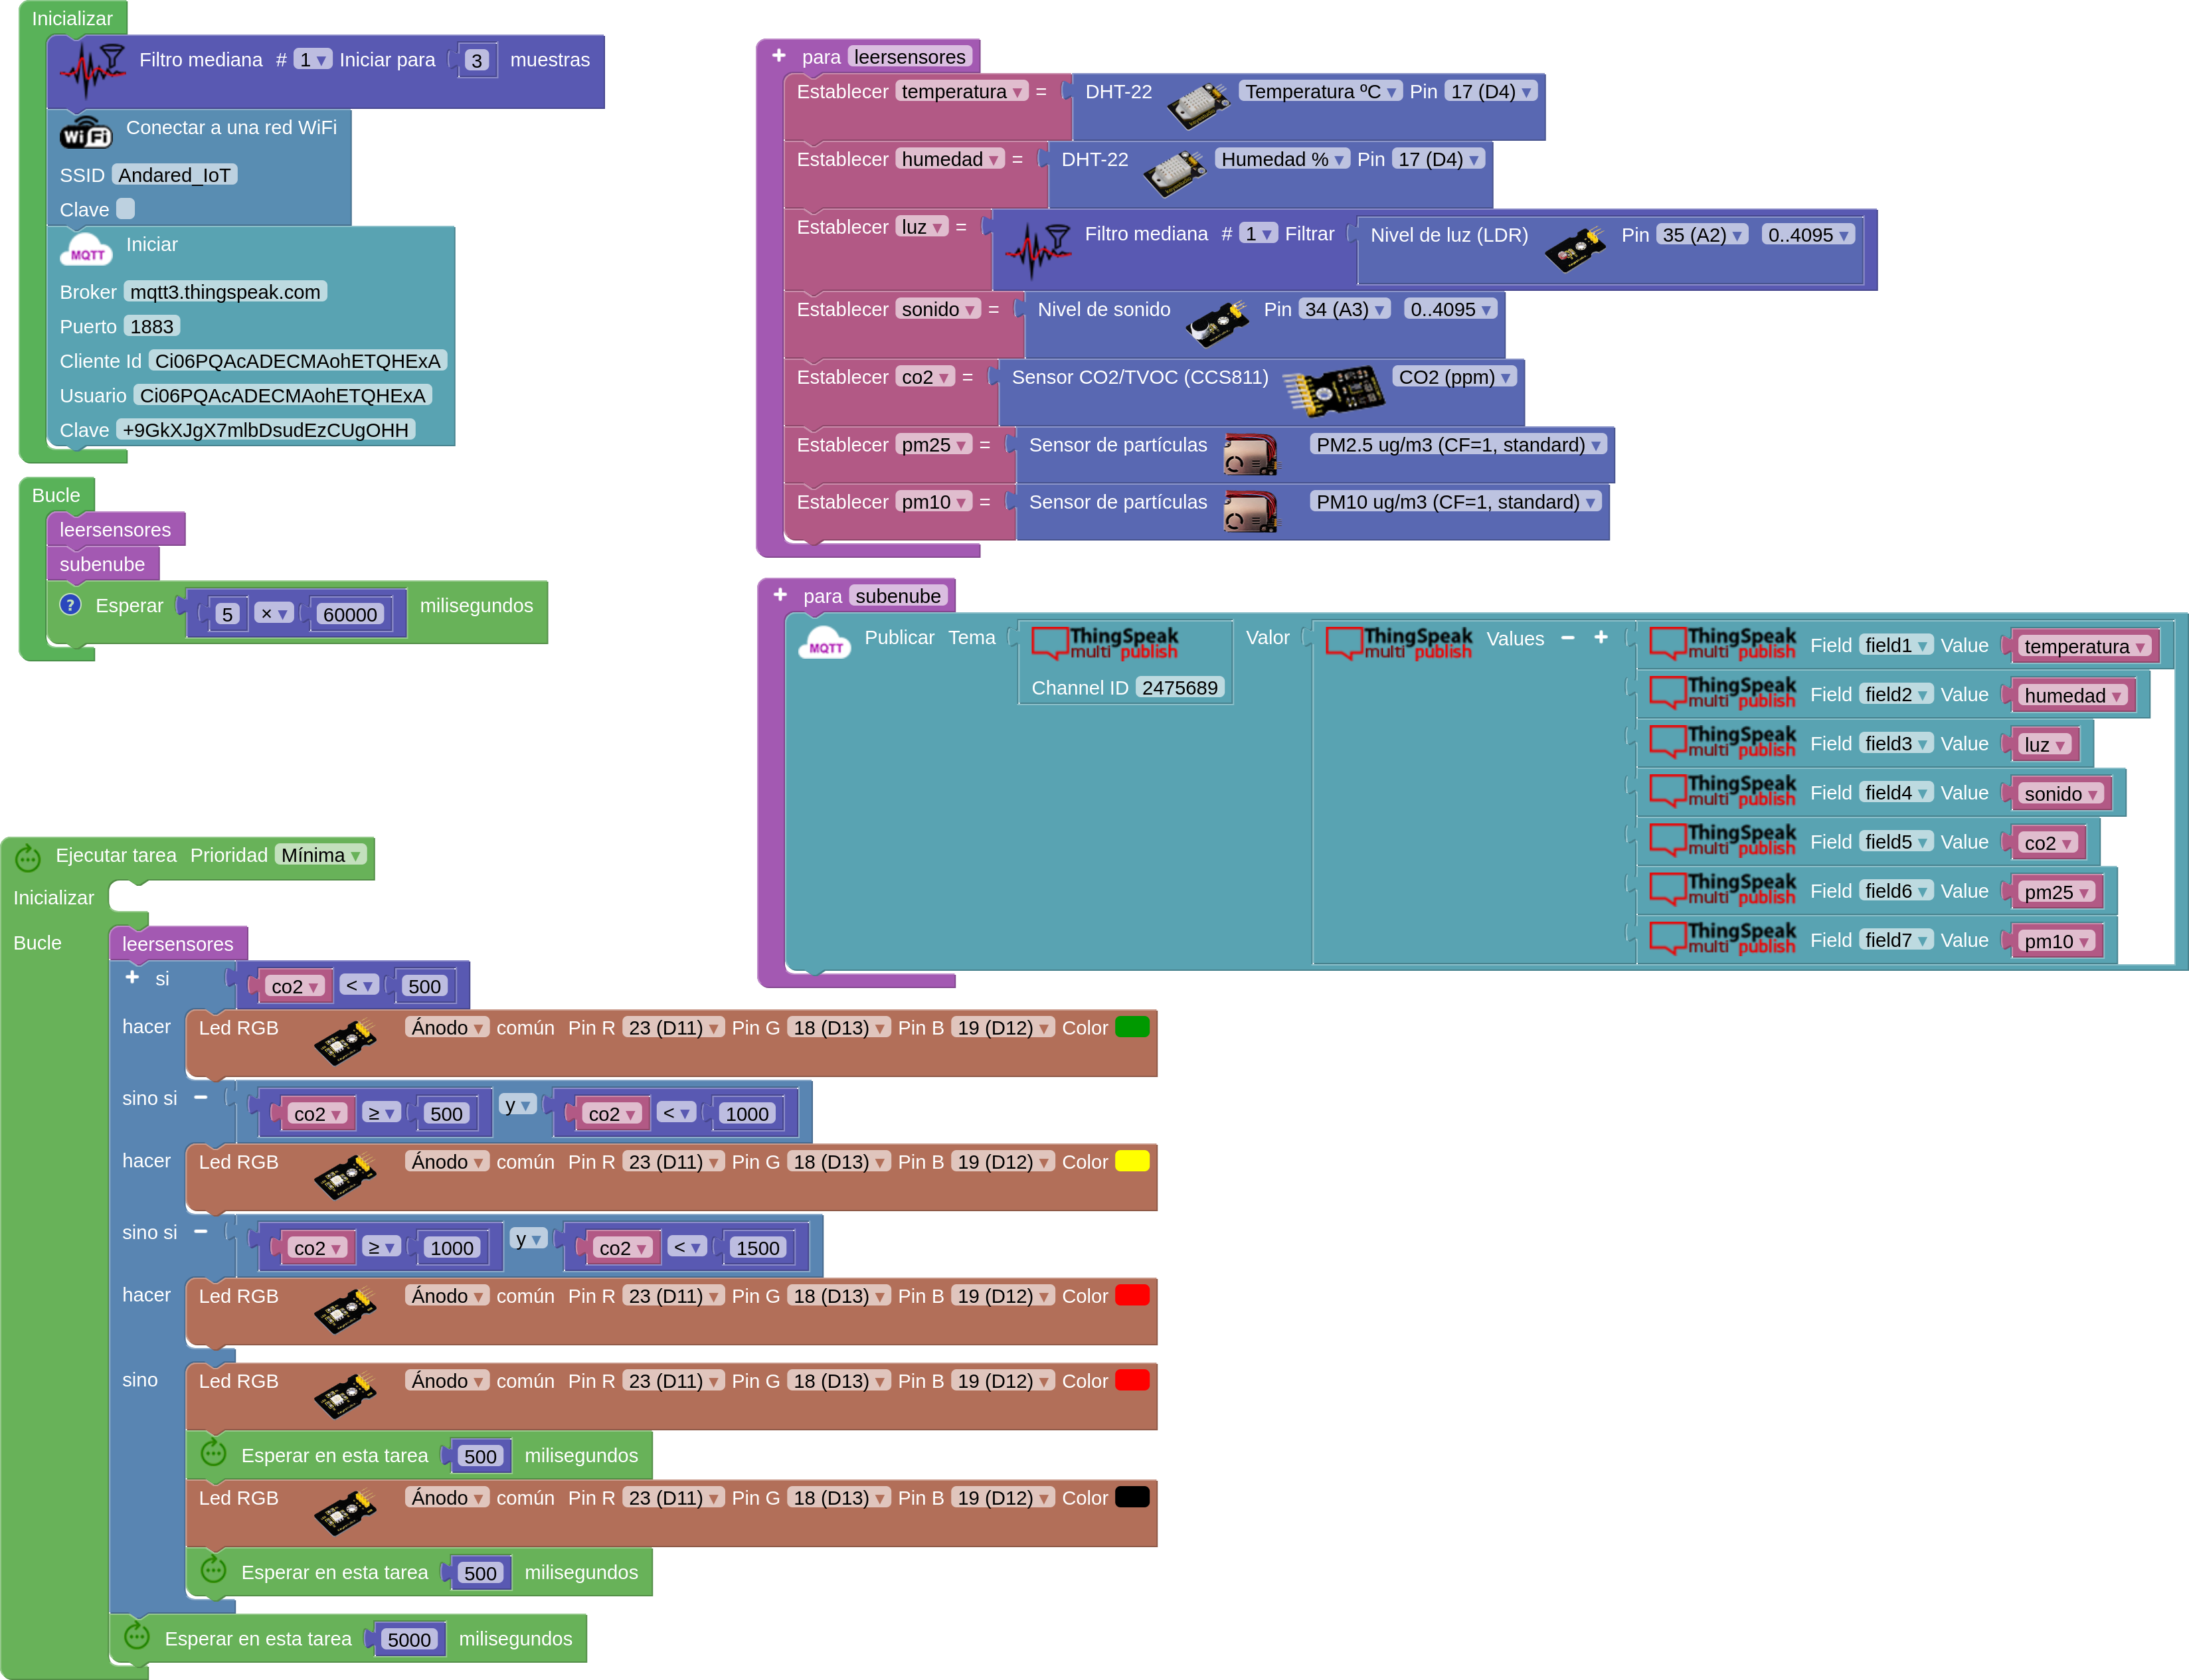 Inicializar
Filtro mediana # 1 ▾ Iniciar para 3 muestras
WiFi Conectar a una red WiFi
SSID Andared_IoT
Clave
MQTT Iniciar
Broker mqtt3.thingspeak.com
Puerto 1883
Cliente Id Ci06PQAcADECMAohETQHExA
Usuario Ci06PQAcADECMAohETQHExA
Clave +9GkXJgX7mlbDsudEzCUgOHH
Bucle
leersensores
subenube
? Esperar 5 × ▾ 60000 milisegundos
+ para leersensores
Establecer temperatura ▾ = DHT-22 Temperatura ºC ▾ Pin 17 (D4) ▾
Establecer humedad ▾ = DHT-22 Humedad % ▾ Pin 17 (D4) ▾
Establecer luz ▾ = Filtro mediana # 1 ▾ Filtrar Nivel de luz (LDR) Pin 35 (A2) ▾ 0..4095 ▾
Establecer sonido ▾ = Nivel de sonido Pin 34 (A3) ▾ 0..4095 ▾
Establecer co2 ▾ = Sensor CO2/TVOC (CCS811) CO2 (ppm) ▾
Establecer pm25 ▾ = Sensor de partículas PM2.5 ug/m3 (CF=1, standard) ▾
Establecer pm10 ▾ = Sensor de partículas PM10 ug/m3 (CF=1, standard) ▾
+ para subenube
MQTT Publicar Tema ThingSpeak multi publish Valor ThingSpeak multi publish Values − + ThingSpeak multi publish Field field1 ▾ Value temperatura ▾
Channel ID 2475689
ThingSpeak multi publish Field field2 ▾ Value humedad ▾
ThingSpeak multi publish Field field3 ▾ Value luz ▾
ThingSpeak multi publish Field field4 ▾ Value sonido ▾
ThingSpeak multi publish Field field5 ▾ Value co2 ▾
ThingSpeak multi publish Field field6 ▾ Value pm25 ▾
ThingSpeak multi publish Field field7 ▾ Value pm10 ▾
Ejecutar tarea Prioridad Mínima ▾
Inicializar
Bucle
leersensores
+ si co2 ▾ < ▾ 500
hacer Led RGB Ánodo ▾ común Pin R 23 (D11) ▾ Pin G 18 (D13) ▾ Pin B 19 (D12) ▾ Color
sino si − co2 ▾ ≥ ▾ 500 y ▾ co2 ▾ < ▾ 1000
hacer Led RGB Ánodo ▾ común Pin R 23 (D11) ▾ Pin G 18 (D13) ▾ Pin B 19 (D12) ▾ Color
sino si − co2 ▾ ≥ ▾ 1000 y ▾ co2 ▾ < ▾ 1500
hacer Led RGB Ánodo ▾ común Pin R 23 (D11) ▾ Pin G 18 (D13) ▾ Pin B 19 (D12) ▾ Color
sino Led RGB Ánodo ▾ común Pin R 23 (D11) ▾ Pin G 18 (D13) ▾ Pin B 19 (D12) ▾ Color
Esperar en esta tarea 500 milisegundos
Led RGB Ánodo ▾ común Pin R 23 (D11) ▾ Pin G 18 (D13) ▾ Pin B 19 (D12) ▾ Color
Esperar en esta tarea 500 milisegundos
Esperar en esta tarea 5000 milisegundos